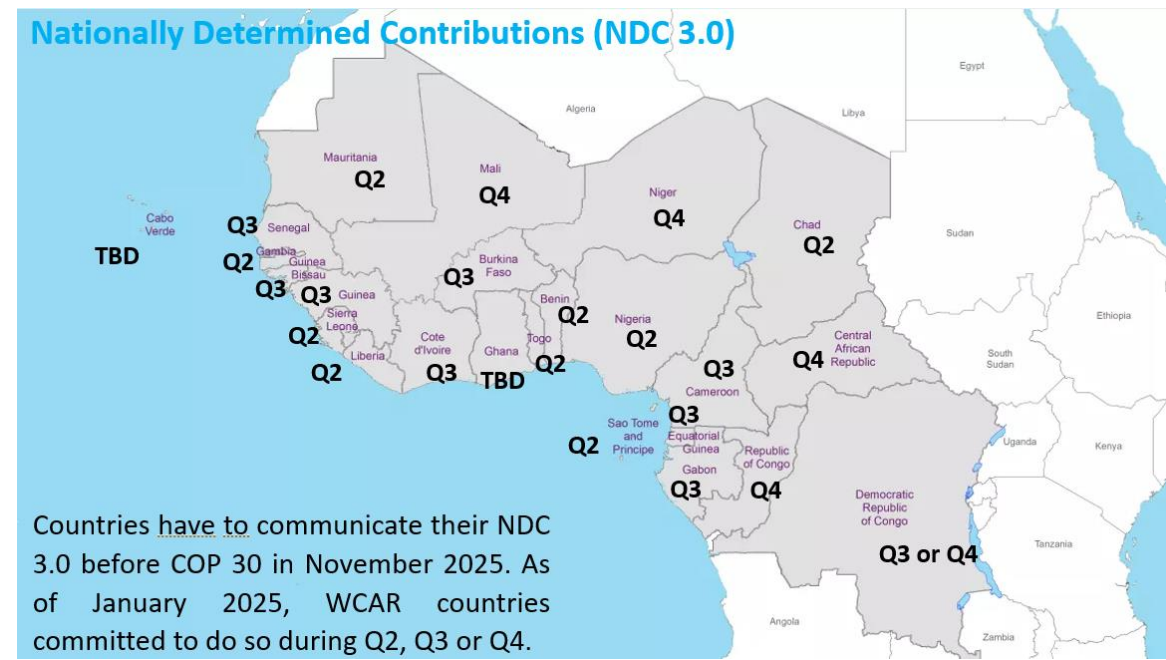 Nationally Determined Contributions (NDC 3.0)
Egypt
Algeria
Libya
Mauritania
Q2
Mali
Q4
Niger
Q4
Chad
Q2
Sudan
Cabo
Verde
TBD
Q3
Senegal
Gambia
Q2
Guinea
Bissau
Q3
Q3
Guinea
Burkina
Faso
Q3
Benin
Q2
Nigeria
Q2
Ethiopia
Sierra
Leone
Q2
Liberia
Q2
Cote
d'Ivoire
Q3
Ghana
TBD
Togo
Q2
Q3
Cameroon
Q4
Central
African
Republic
South
Sudan
Q3
Equatorial
Guinea
Sao Tome
and
Principe
Q2
Gabon
Q3
Republic
of Congo
Q4
Uganda
Kenya
Democratic
Republic
of Congo
Q3 or Q4
Tanzania
Angola
Zambia
Countries have to communicate their NDC
3.0 before COP 30 in November 2025. As
of January 2025, WCAR countries
committed to do so during Q2, Q3 or Q4.